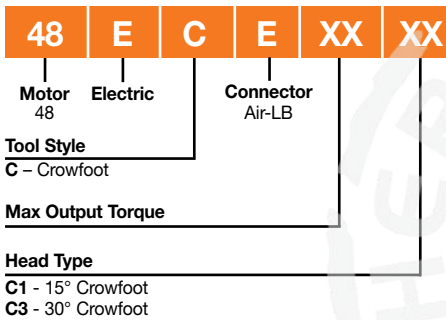 48 E C E XX XX
Motor Electric Connector
48 Air-LB
Tool Style
C – Crowfoot
Max Output Torque
Head Type
C1 - 15° Crowfoot
C3 - 30° Crowfoot